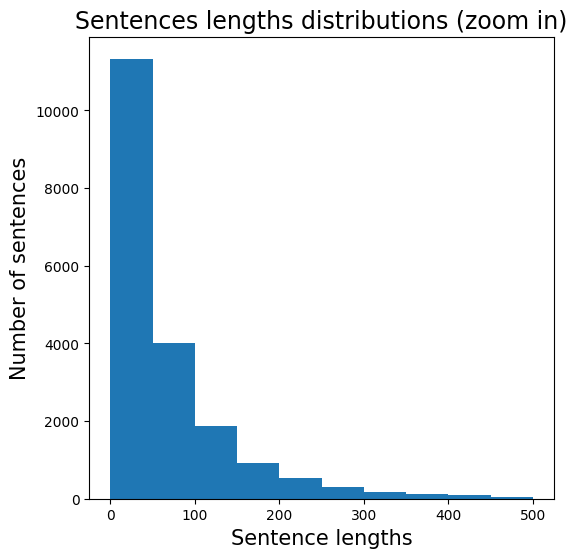 Sentences lengths distributions (zoom in)
Number of sentences
10000
8000
6000
4000
2000
0
0 100 200 300 400 500
Sentence lengths